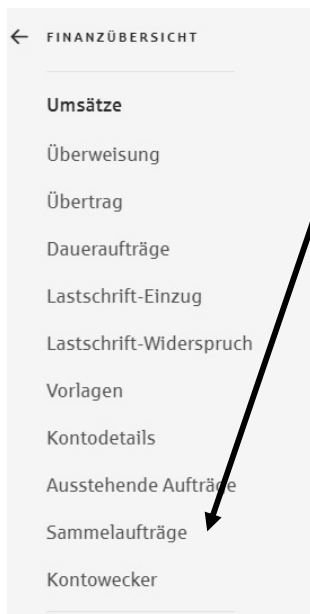 FINANZÜBERSICHT
Umsätze
Überweisung
Übertrag
Daueraufträge
Lastschrift-Einzug
Lastschrift-Widerspruch
Vorlagen
Kontodetails
Ausstehende Aufträge
Sammelaufträge
Kontowecker